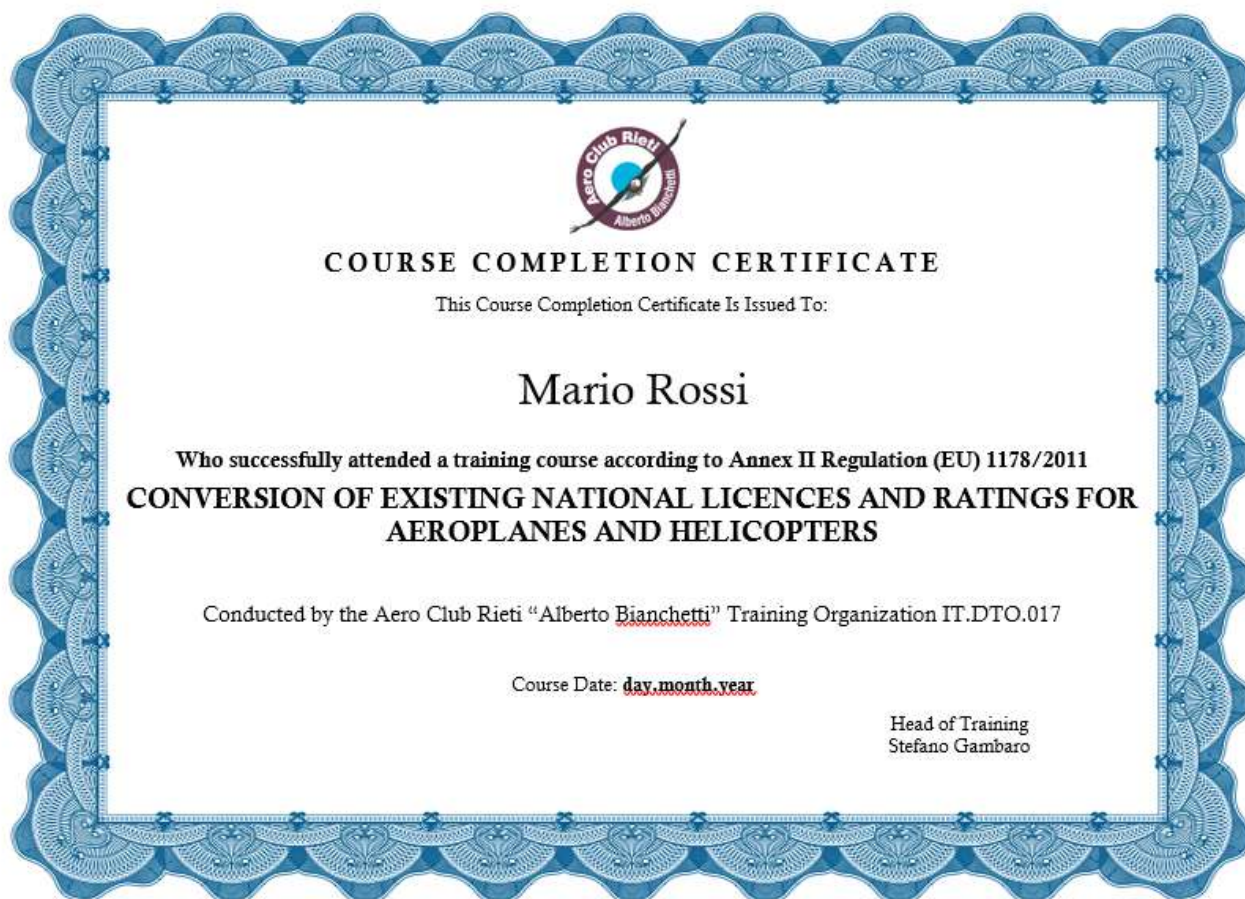 Aero Club Rieti
Alberto Bianchetti
COURSE COMPLETION CERTIFICATE
This Course Completion Certificate Is Issued To:
Mario Rossi
Who successfully attended a training course according to Annex II Regulation (EU) 1178/2011
CONVERSION OF EXISTING NATIONAL LICENCES AND RATINGS FOR
AEROPLANES AND HELICOPTERS
Conducted by the Aero Club Rieti “Alberto Bianchetti” Training Organization IT.DTO.017
Course Date: day.month.year
Head of Training
Stefano Gambaro